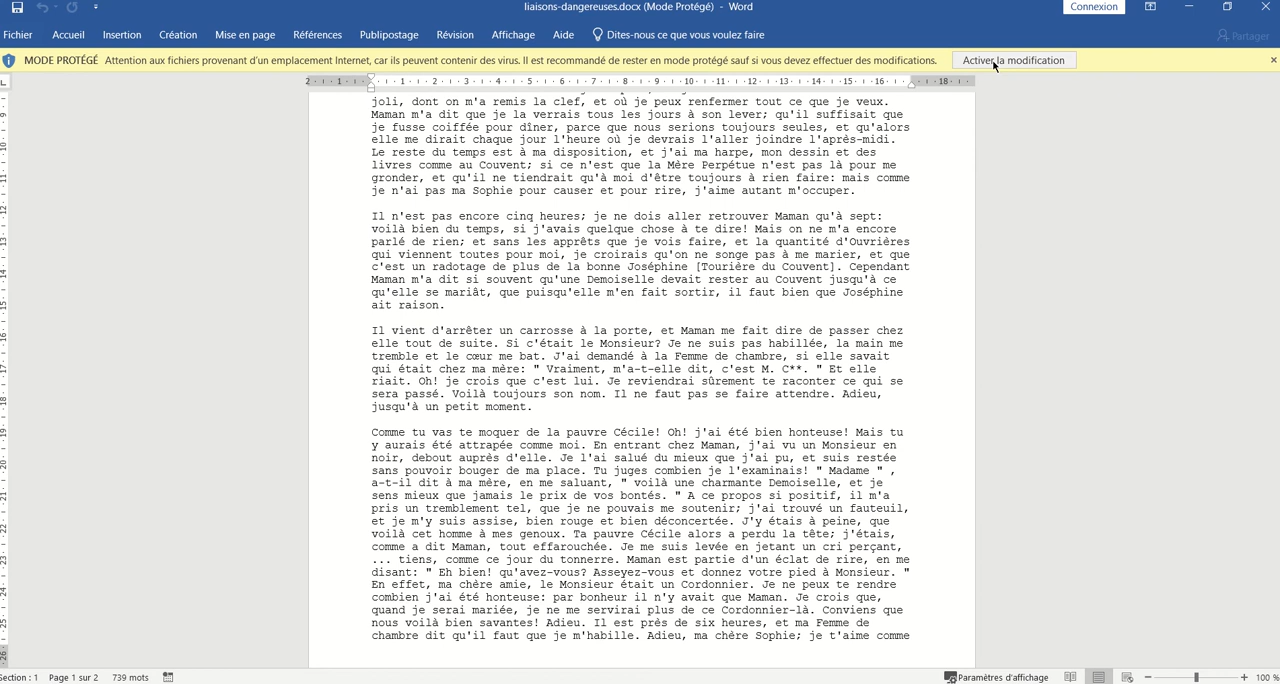 liaisons-dangereuses.docx (Mode Protégé) - Word
Connexion
Fichier Accueil Insertion Création Mise en page Références Publipostage Révision Affichage Aide Dites-nous ce que vous voulez faire Partager
MODE PROTÉGÉ Attention aux fichiers provenant d'un emplacement Internet, car ils peuvent contenir des virus. Il est recommandé de rester en mode protégé sauf si vous devez effectuer des modifications. Activer la modification
2 1 1 2 3 4 5 6 7 8 9 10 11 12 13 14 15 16 18
joli, dont on m'a remis la clef, et où je peux renfermer tout ce que je veux.
Maman m'a dit que je la verrais tous les jours à son lever; qu'il suffisait que
je fusse coiffée pour dîner, parce que nous serions toujours seules, et qu'alors
elle me dirait chaque jour l'heure où je devrais l'aller joindre l'après-midi.
Le reste du temps est à ma disposition, et j'ai ma harpe, mon dessin et des
livres comme au Couvent; si ce n'est que la Mère Perpétue n'est pas là pour me
gronder, et qu'il ne tiendrait qu'à moi d'être toujours à rien faire: mais comme
je n'ai pas ma Sophie pour causer et pour rire, j'aime autant m'occuper.
Il n'est pas encore cinq heures; je ne dois aller retrouver Maman qu'à sept:
voilà bien du temps, si j'avais quelque chose à te dire! Mais on ne m'a encore
parlé de rien; et sans les apprêts que je vois faire, et la quantité d'Ouvrières
qui viennent toutes pour moi, je croirais qu'on ne songe pas à me marier, et que
c'est un radotage de plus de la bonne Joséphine [Tourière du Couvent]. Cependant
Maman m'a dit si souvent qu'une Demoiselle devait rester au Couvent jusqu'à ce
qu'elle se mariât, que puisqu'elle m'en fait sortir, il faut bien que Joséphine
ait raison.
Il vient d'arrêter un carrosse à la porte, et Maman me fait dire de passer chez
elle tout de suite. Si c'était le Monsieur? Je ne suis pas habillée, la main me
tremble et le cœur me bat. J'ai demandé à la Femme de chambre, si elle savait
qui était chez ma mère: " Vraiment, m'a-t-elle dit, c'est M. C**. " Et elle
riait. Oh! je crois que c'est lui. Je reviendrai sûrement te raconter ce qui se
sera passé. Voilà toujours son nom. Il ne faut pas se faire attendre. Adieu,
jusqu'à un petit moment.
Comme tu vas te moquer de la pauvre Cécile! Oh! j'ai été bien honteuse! Mais tu
y aurais été attrapée comme moi. En entrant chez Maman, j'ai vu un Monsieur en
noir, debout auprès d'elle. Je l'ai salué du mieux que j'ai pu, et suis restée
sans pouvoir bouger de ma place. Tu juges combien je l'examinais! " Madame " ,
a-t-il dit à ma mère, en me saluant, " voilà une charmante Demoiselle, et je
sens mieux que jamais le prix de vos bontés. " A ce propos si positif, il m'a
pris un tremblement tel, que je ne pouvais me soutenir; j'ai trouvé un fauteuil,
et je m'y suis assise, bien rouge et bien déconcertée. J'y étais à peine, que
voilà cet homme à mes genoux. Ta pauvre Cécile alors a perdu la tête; j'étais,
comme a dit Maman, tout effarouchée. Je me suis levée en jetant un cri perçant,
... tiens, comme ce jour du tonnerre. Maman est partie d'un éclat de rire, en me
disant: " Eh bien! qu'avez-vous? Asseyez-vous et donnez votre pied à Monsieur. "
En effet, ma chère amie, le Monsieur était un Cordonnier. Je ne peux te rendre
combien j'ai été honteuse: par bonheur il n'y avait que Maman. Je crois que,
quand je serai mariée, je ne me servirai plus de ce Cordonnier-là. Conviens que
nous voilà bien savantes! Adieu. Il est près de six heures, et ma Femme de
chambre dit qu'il faut que je m'habille. Adieu, ma chère Sophie; je t'aime comme
Section : 1 Page 1 sur 2 739 mots Paramètres d'affichage 100 %